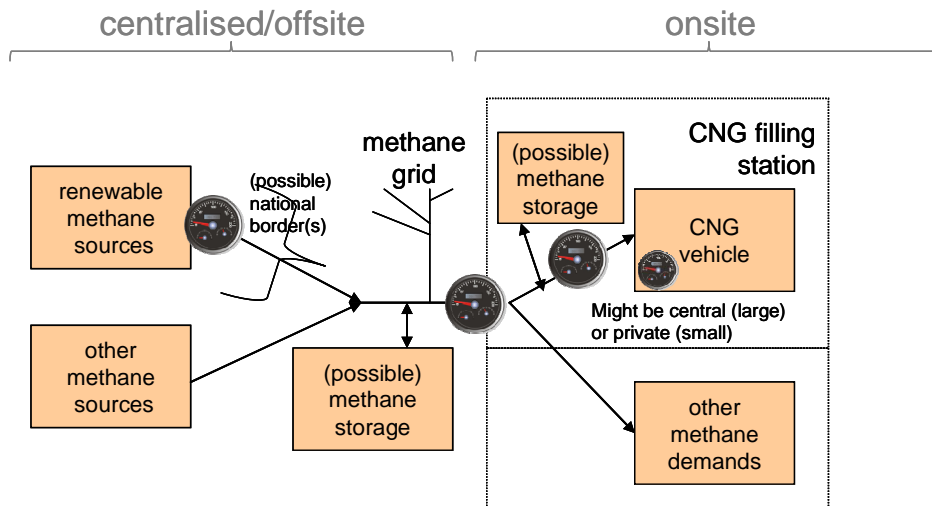 centralised/offsite
onsite
renewable
methane
sources
(possible)
national
border(s)
methane
grid
(possible)
methane
storage
CNG filling
station
CNG
vehicle
Might be central (large)
or private (small)
other
methane
sources
(possible)
methane
storage
other
methane
demands